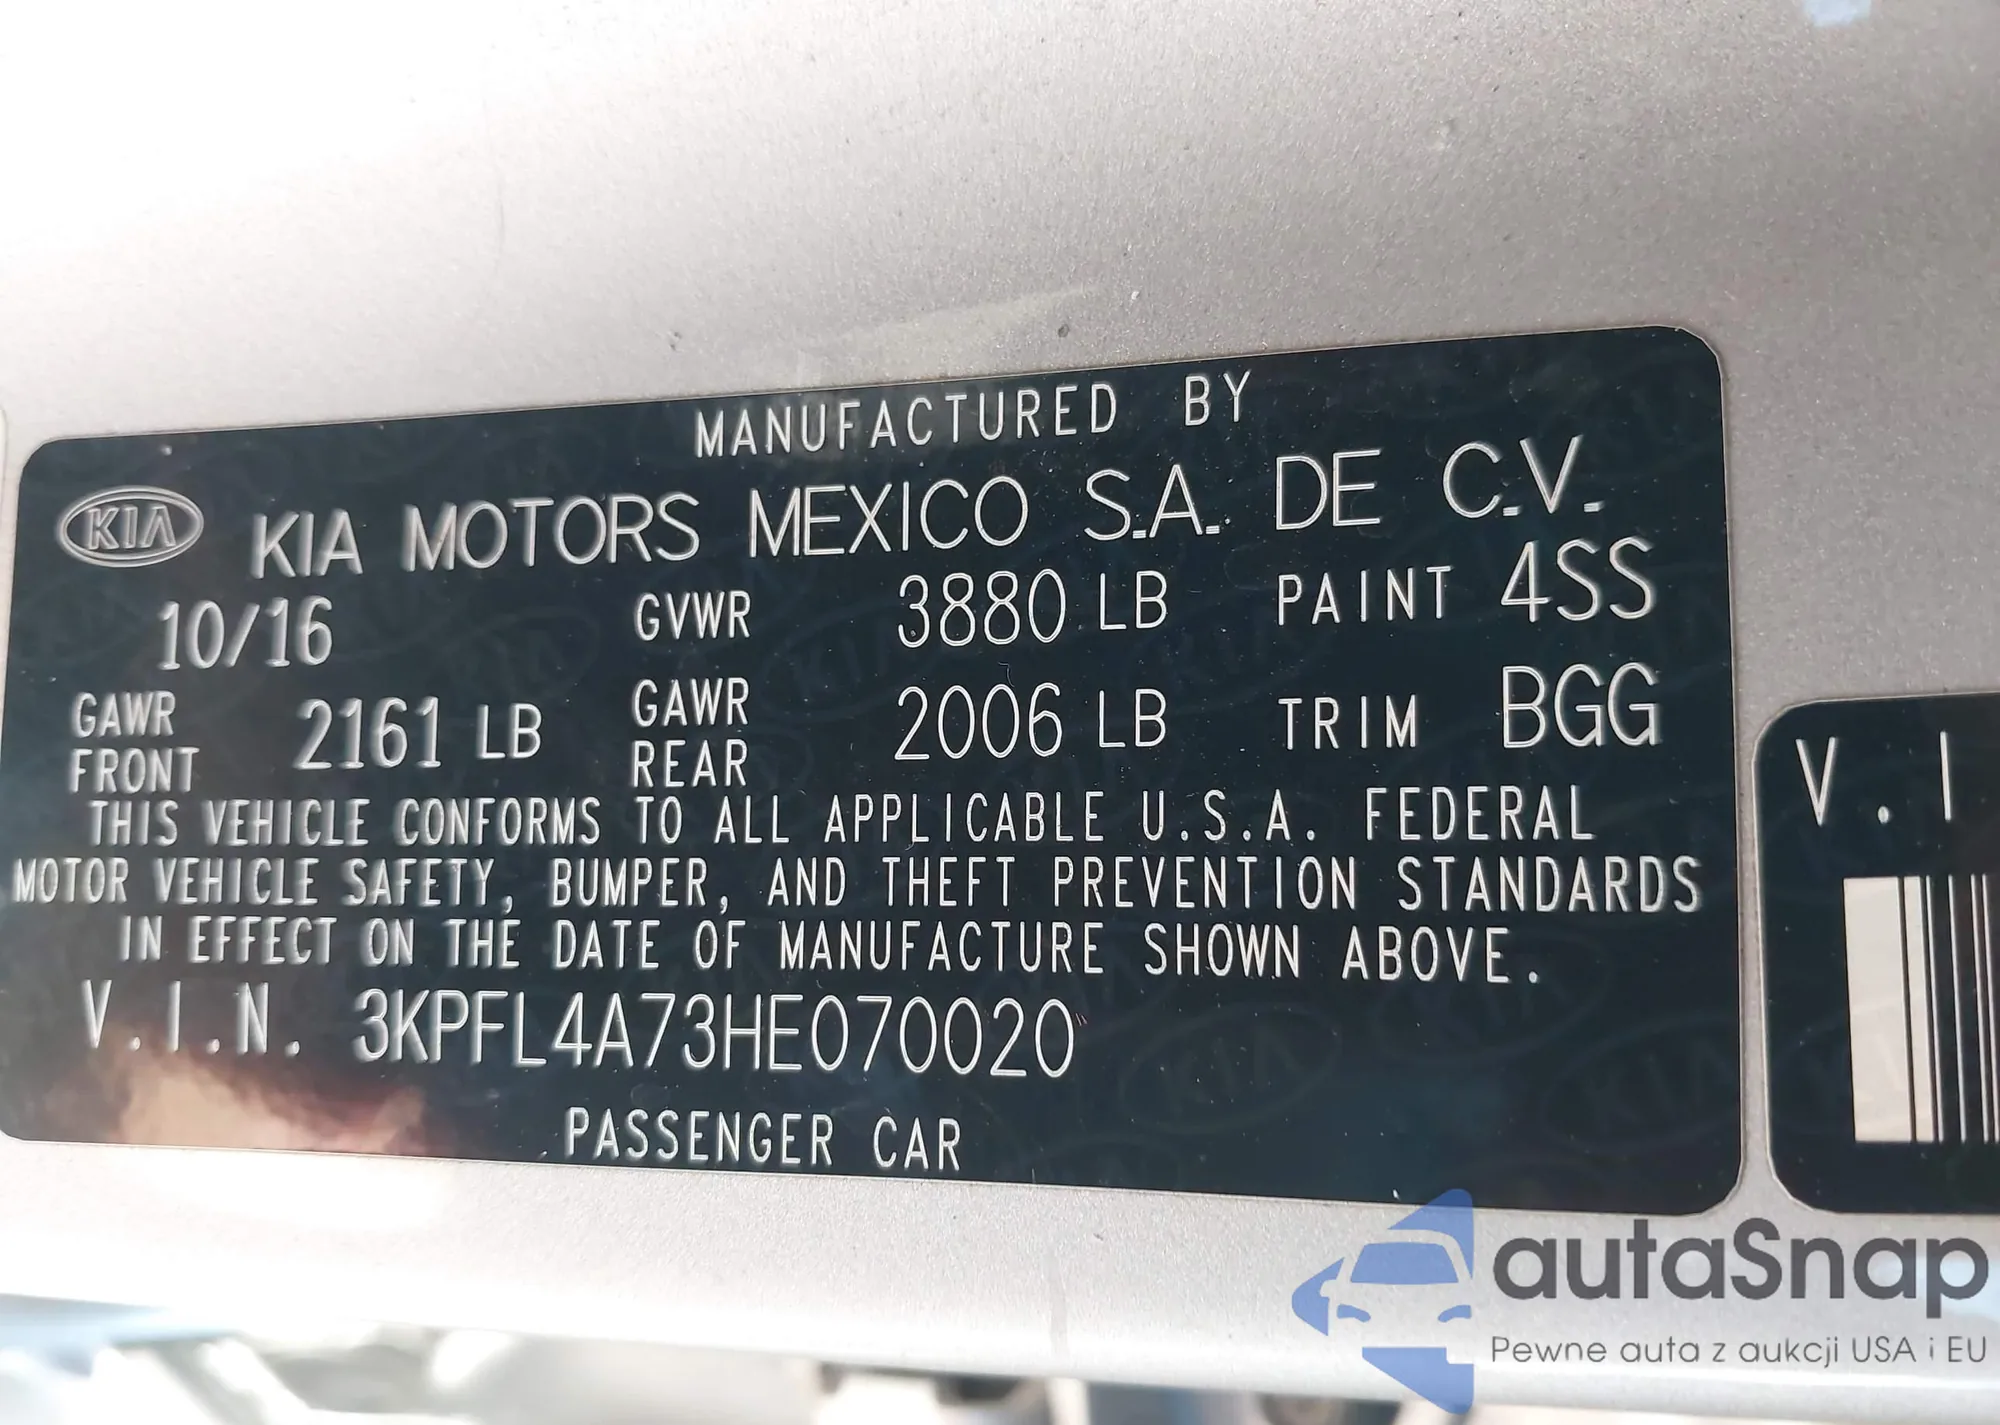 MANUFACTURED BY
KIA KIA MOTORS MEXICO S.A. DE C.V.
10/16 GVWR 3880 LB PAINT 4SS
GAWR FRONT 2161 LB GAWR REAR 2006 LB TRIM BGG
THIS VEHICLE CONFORMS TO ALL APPLICABLE U.S.A. FEDERAL
MOTOR VEHICLE SAFETY, BUMPER, AND THEFT PREVENTION STANDARDS
IN EFFECT ON THE DATE OF MANUFACTURE SHOWN ABOVE.
V.I.N. 3KPFL4A73HE070020
PASSENGER CAR
V.I
autaSnap
Pewne auta z aukcji USA i EU